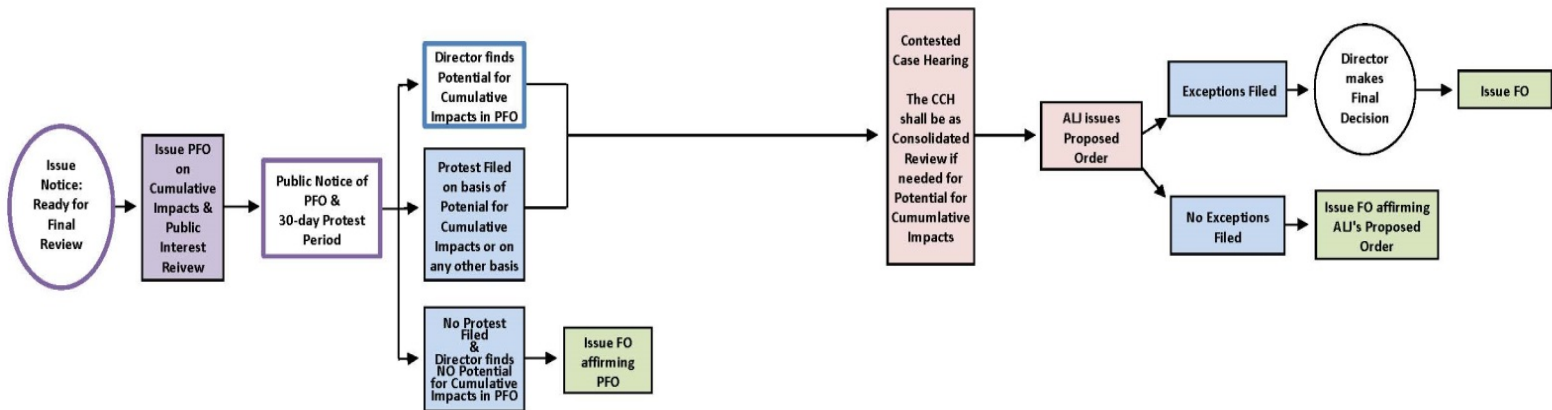 Issue
Notice:
Ready for
Final
Review
Issue PFO
on
Cumulative
Impacts &
Public
Interest
Reivew
Public Notice of
PFO &
30-day Protest
Period
Director finds
Potential for
Cumulative
Impacts in PFO
Protest Filed
on basis of
Potenial for
Cumulative
Impacts or on
any other basis
No Protest
Filed
&
Director finds
NO Potential
for Cumulative
Impacts in PFO
Issue FO
affirming
PFO
Contested
Case Hearing
The CCH
shall be as
Consolidated
Review if
needed for
Potential for
Cumumlative
Impacts
ALJ issues
Proposed
Order
Exceptions Filed
Director
makes
Final
Decision
Issue FO
No Exceptions
Filed
Issue FO affirming
ALJ's Proposed
Order